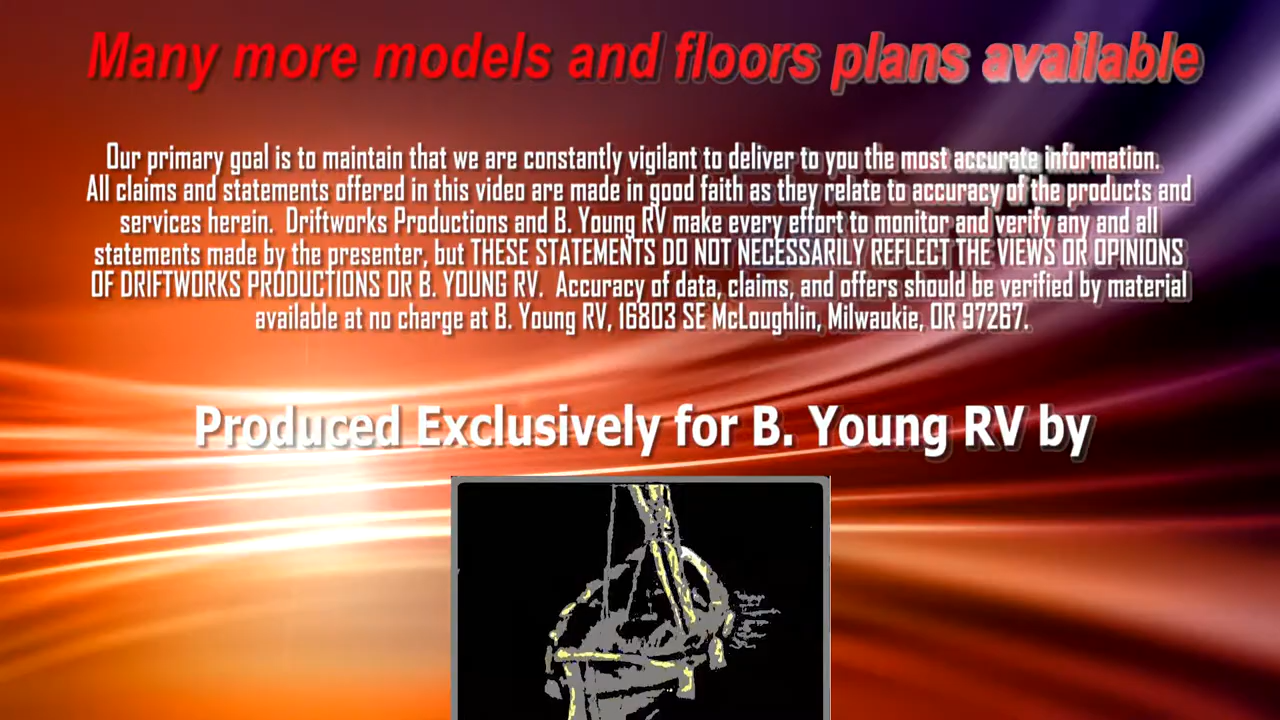 Many more models and floors plans available
Our primary goal is to maintain that we are constantly vigilant to deliver to you the most accurate information.
All claims and statements offered in this video are made in good faith as they relate to accuracy of the products and
services herein. Driftworks Productions and B. Young RV make every effort to monitor and verify any and all
statements made by the presenter, but THESE STATEMENTS DO NOT NECESSARILY REFLECT THE VIEWS OR OPINIONS
OF DRIFTWORKS PRODUCTIONS OR B. YOUNG RV. Accuracy of data, claims, and offers should be verified by material
available at no charge at B. Young RV, 16803 SE McLoughlin, Milwaukie, OR 97267.
Produced Exclusively for B. Young RV by